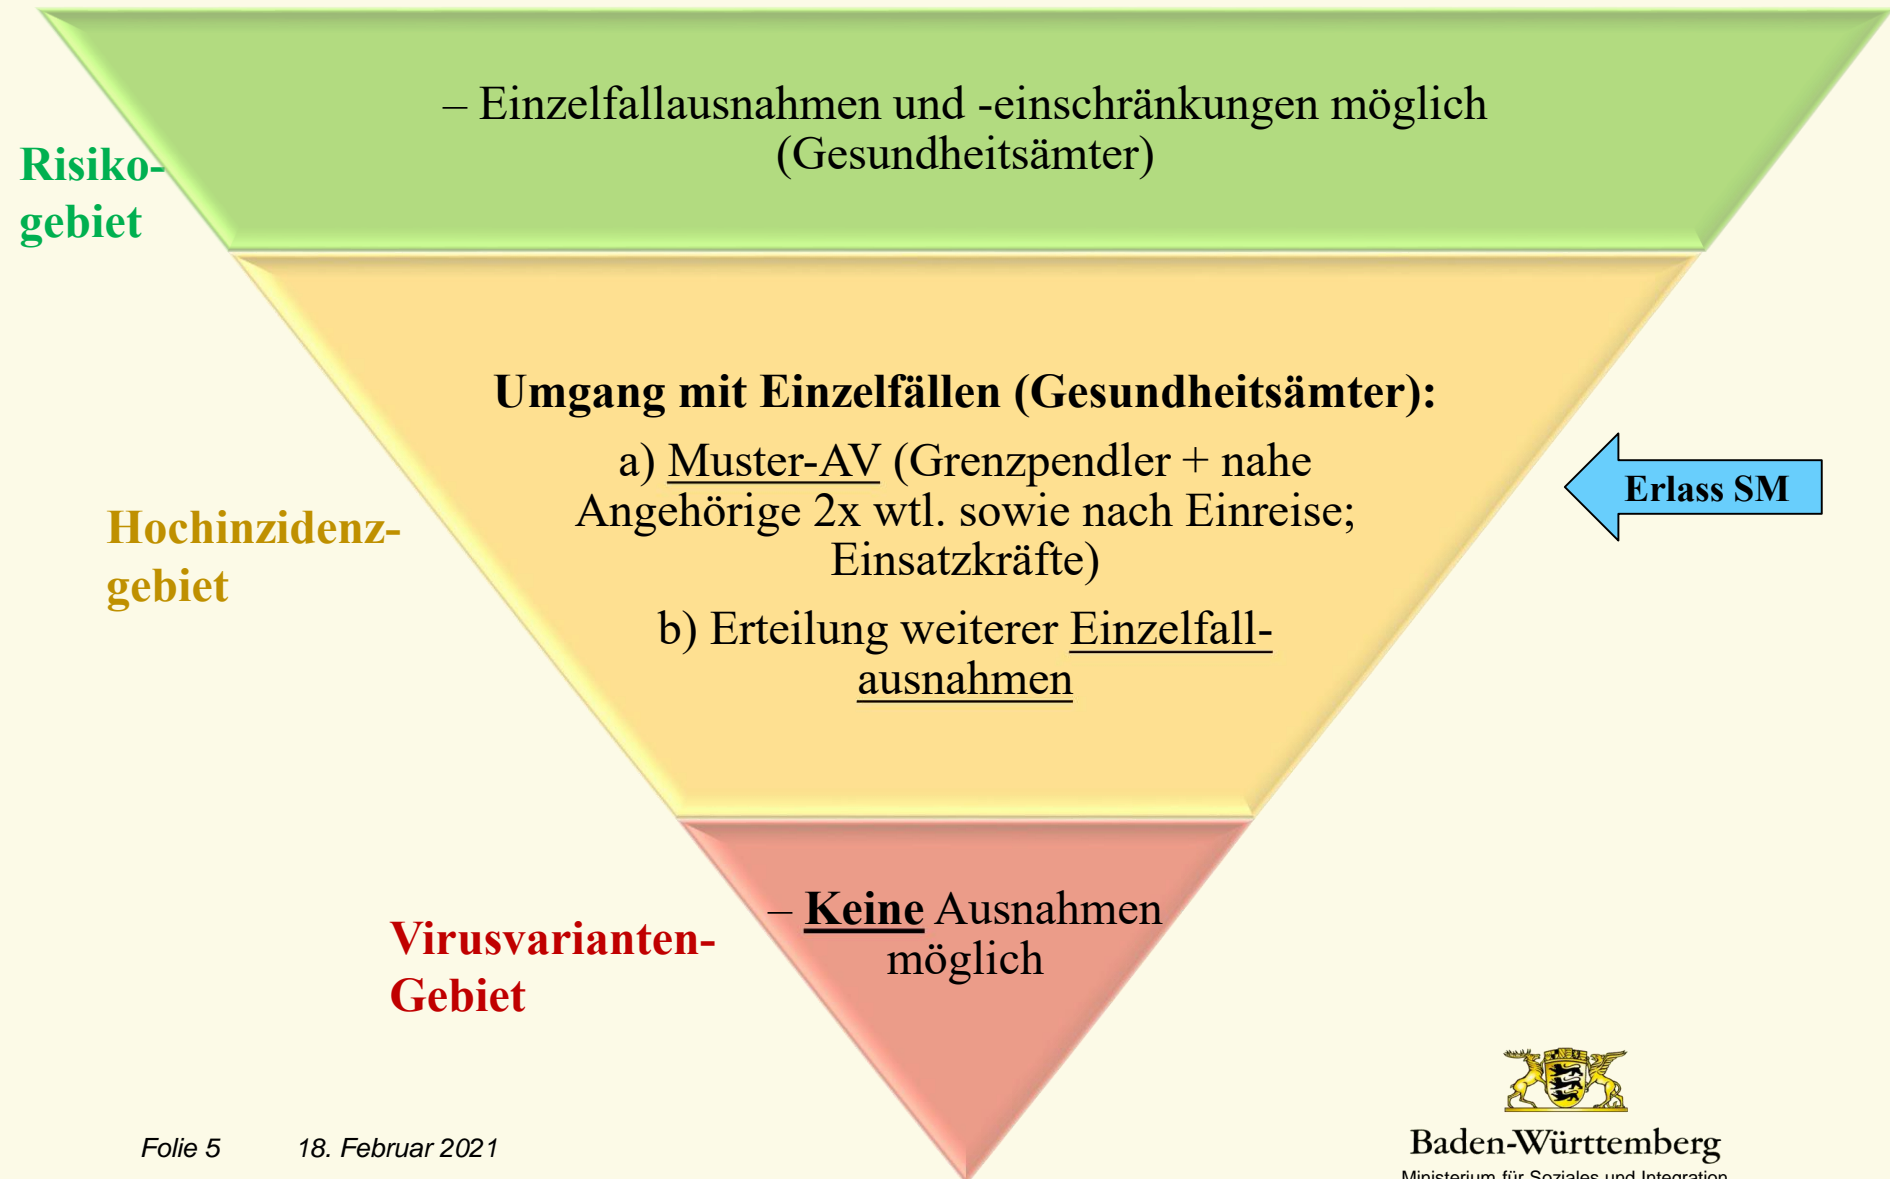 – Einzelfallausnahmen und -einschränkungen möglich
(Gesundheitsämter)
Risiko-
gebiet
Umgang mit Einzelfällen (Gesundheitsämter):
a) Muster-AV (Grenzpendler + nahe
Angehörige 2x wtl. sowie nach Einreise;
Einsatzkräfte)
b) Erteilung weiterer Einzelfall-
ausnahmen
Hochinzidenz-
gebiet
Erlass SM
– Keine Ausnahmen
möglich
Virusvarianten-
Gebiet
Folie 5 18. Februar 2021
Baden-Württemberg
Ministerium für Soziales und Integration